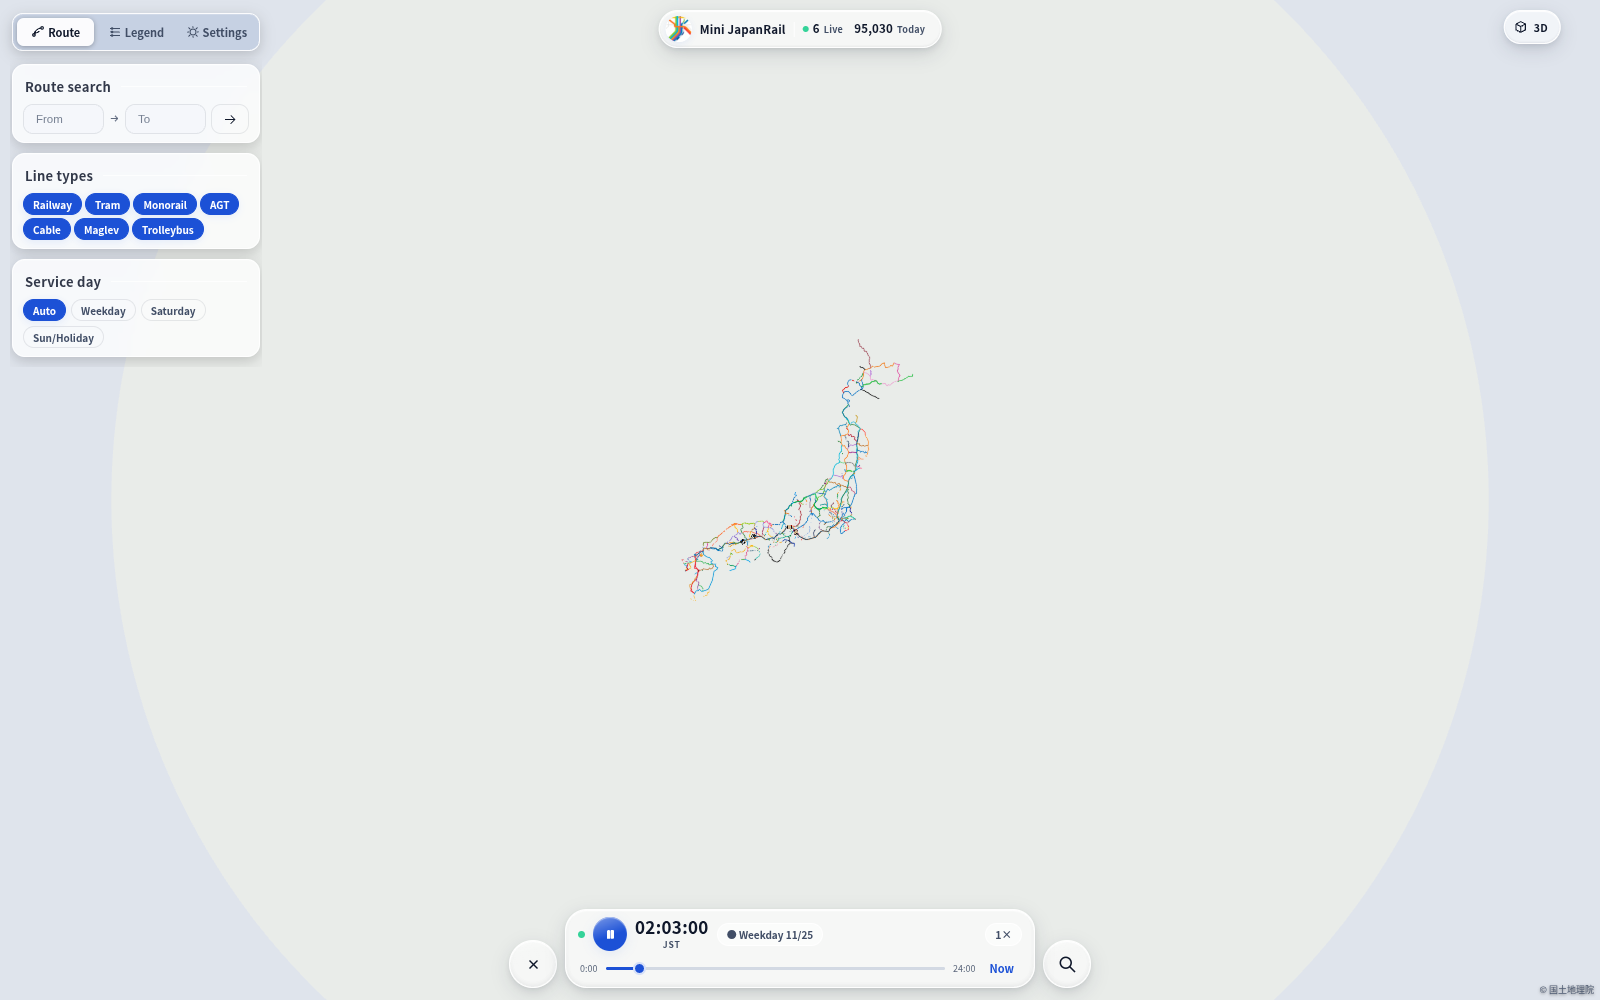 Route Legend Settings
Mini JapanRail 6 Live 95,030 Today
3D
Route search
From → To →
Line types
Railway Tram Monorail AGT
Cable Maglev Trolleybus
Service day
Auto Weekday Saturday
Sun/Holiday
02:03:00
JST
Weekday 11/25
1×
0:00 24:00 Now
© 国土地理院